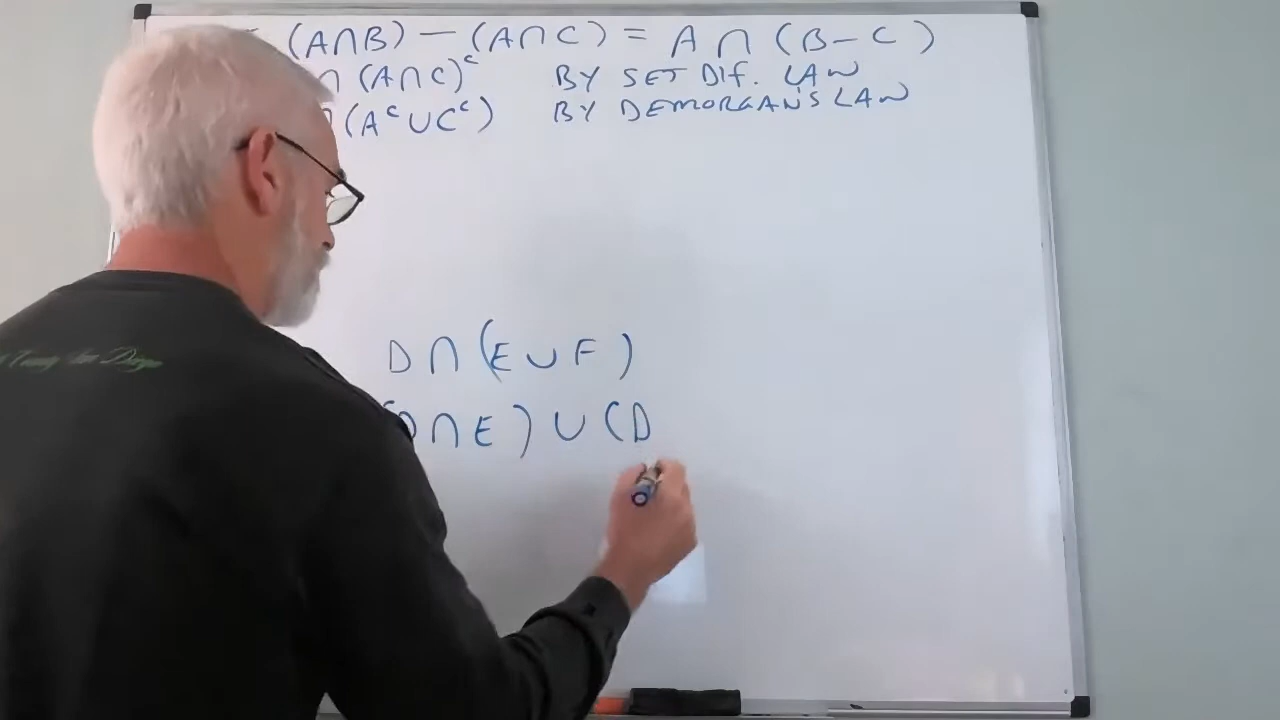 (A∩B) — (A∩C) = A ∩ (B – C)
∩ (A∩C)ᶜ BY SET DIF. LAW
∩ (Aᶜ ∪ Cᶜ) BY DEMORGAN'S LAW
D ∩ (E ∪ F)
(D ∩ E) ∪ (D